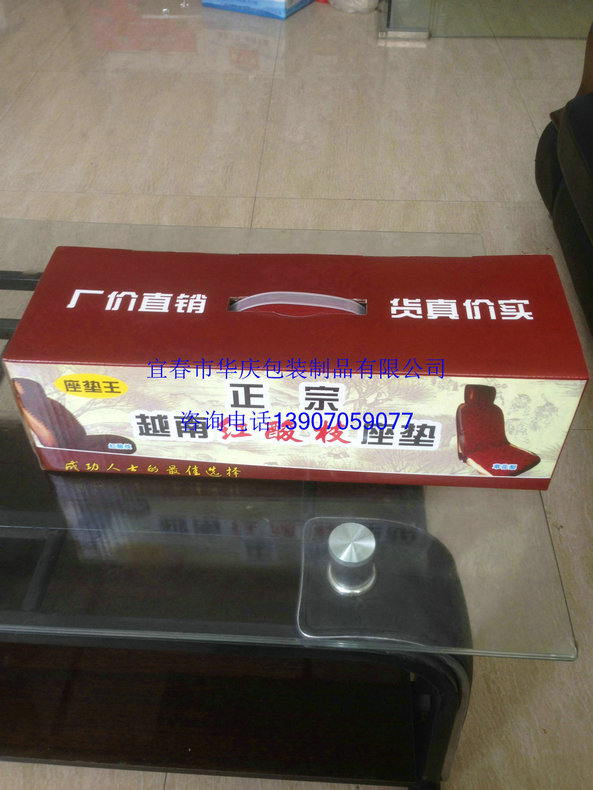 厂价直销 货真价实
宜春市华庆包装制品有限公司
座垫王
正宗
咨询电话13907059077
越南红酸枝座垫
成功人士的最佳选择